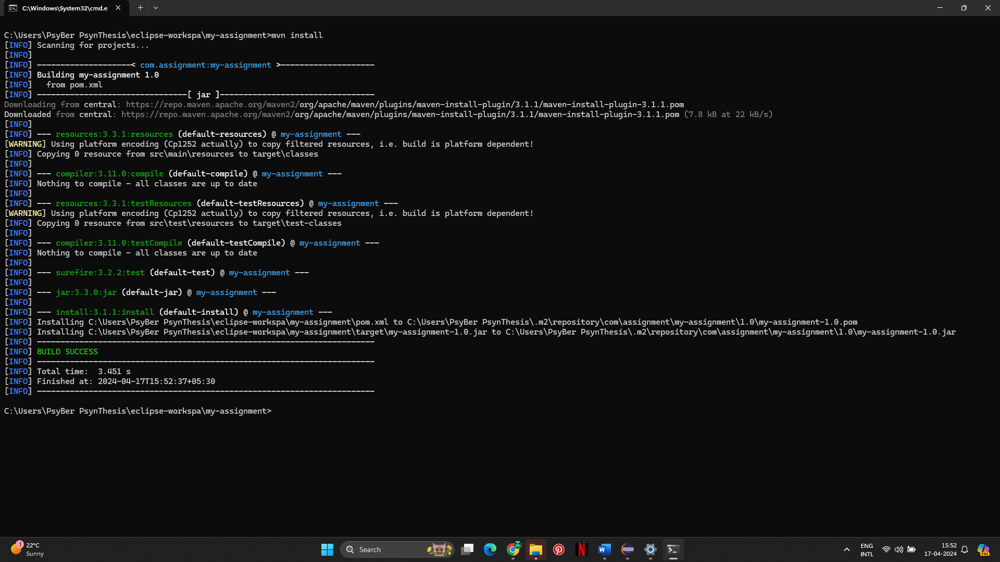 C:\Windows\System32\cmd.e
C:\Users\PsyBer PsynThesis\eclipse-workspa\my-assignment>mvn install
[INFO] Scanning for projects...
[INFO]
[INFO] --------------------< com.assignment:my-assignment >--------------------
[INFO] Building my-assignment 1.0
[INFO]   from pom.xml
[INFO] --------------------------------[ jar ]---------------------------------
Downloading from central: https://repo.maven.apache.org/maven2/org/apache/maven/plugins/maven-install-plugin/3.1.1/maven-install-plugin-3.1.1.pom
Downloaded from central: https://repo.maven.apache.org/maven2/org/apache/maven/plugins/maven-install-plugin/3.1.1/maven-install-plugin-3.1.1.pom (7.8 kB at 22 kB/s)
[INFO]
[INFO] --- resources:3.3.1:resources (default-resources) @ my-assignment ---
[WARNING] Using platform encoding (Cp1252 actually) to copy filtered resources, i.e. build is platform dependent!
[INFO] Copying 0 resource from src\main\resources to target\classes
[INFO]
[INFO] --- compiler:3.11.0:compile (default-compile) @ my-assignment ---
[INFO] Nothing to compile - all classes are up to date
[INFO]
[INFO] --- resources:3.3.1:testResources (default-testResources) @ my-assignment ---
[WARNING] Using platform encoding (Cp1252 actually) to copy filtered resources, i.e. build is platform dependent!
[INFO] Copying 0 resource from src\test\resources to target\test-classes
[INFO]
[INFO] --- compiler:3.11.0:testCompile (default-testCompile) @ my-assignment ---
[INFO] Nothing to compile - all classes are up to date
[INFO]
[INFO] --- surefire:3.2.2:test (default-test) @ my-assignment ---
[INFO]
[INFO] --- jar:3.3.0:jar (default-jar) @ my-assignment ---
[INFO]
[INFO] --- install:3.1.1:install (default-install) @ my-assignment ---
[INFO] Installing C:\Users\PsyBer PsynThesis\eclipse-workspa\my-assignment\pom.xml to C:\Users\PsyBer PsynThesis\.m2\repository\com\assignment\my-assignment\1.0\my-assignment-1.0.pom
[INFO] Installing C:\Users\PsyBer PsynThesis\eclipse-workspa\my-assignment\target\my-assignment-1.0.jar to C:\Users\PsyBer PsynThesis\.m2\repository\com\assignment\my-assignment\1.0\my-assignment-1.0.jar
[INFO] ------------------------------------------------------------------------
[INFO] BUILD SUCCESS
[INFO] ------------------------------------------------------------------------
[INFO] Total time:  3.451 s
[INFO] Finished at: 2024-04-17T15:52:37+05:30
[INFO] ------------------------------------------------------------------------
C:\Users\PsyBer PsynThesis\eclipse-workspa\my-assignment>
1
22°C
Sunny
Search
W
N
ENG
INTL
15:52
17-04-2024
PRE